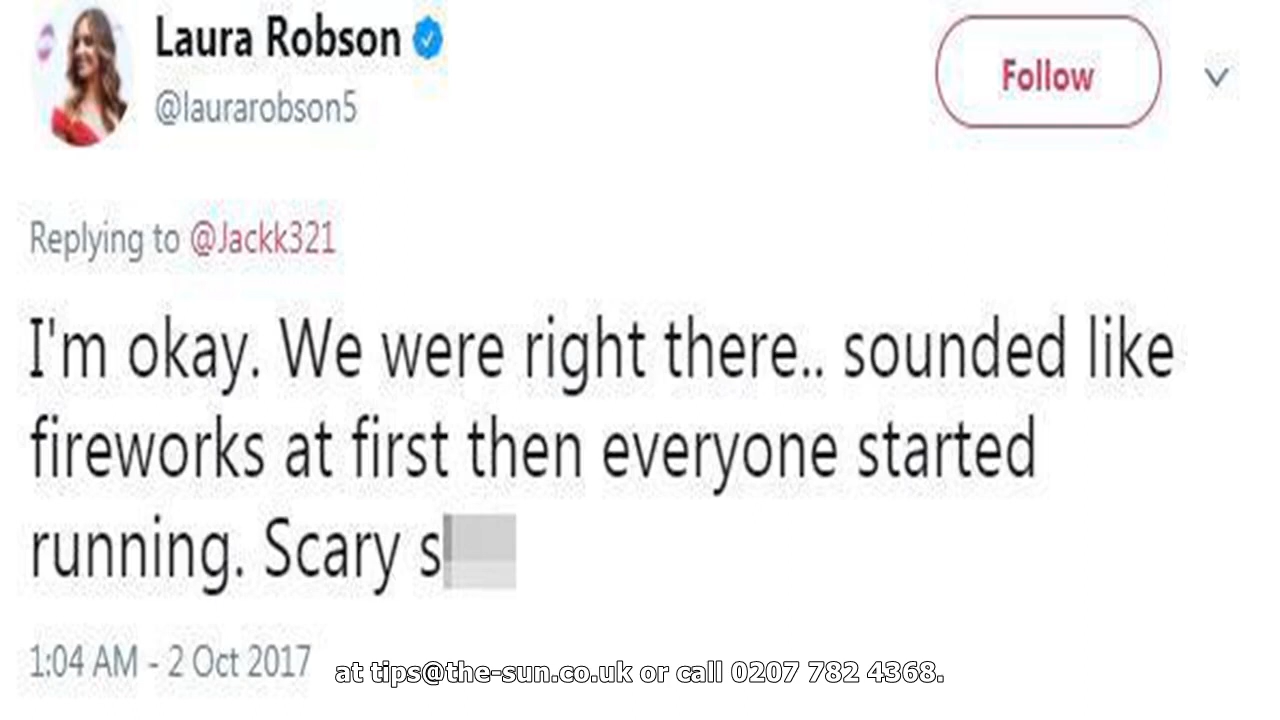 Laura Robson
@laurarobson5
Follow
Replying to @Jackk321
I'm okay. We were right there.. sounded like
fireworks at first then everyone started
running. Scary s
1:04 AM - 2 Oct 2017
at tips@the-sun.co.uk or call 0207 782 4368.